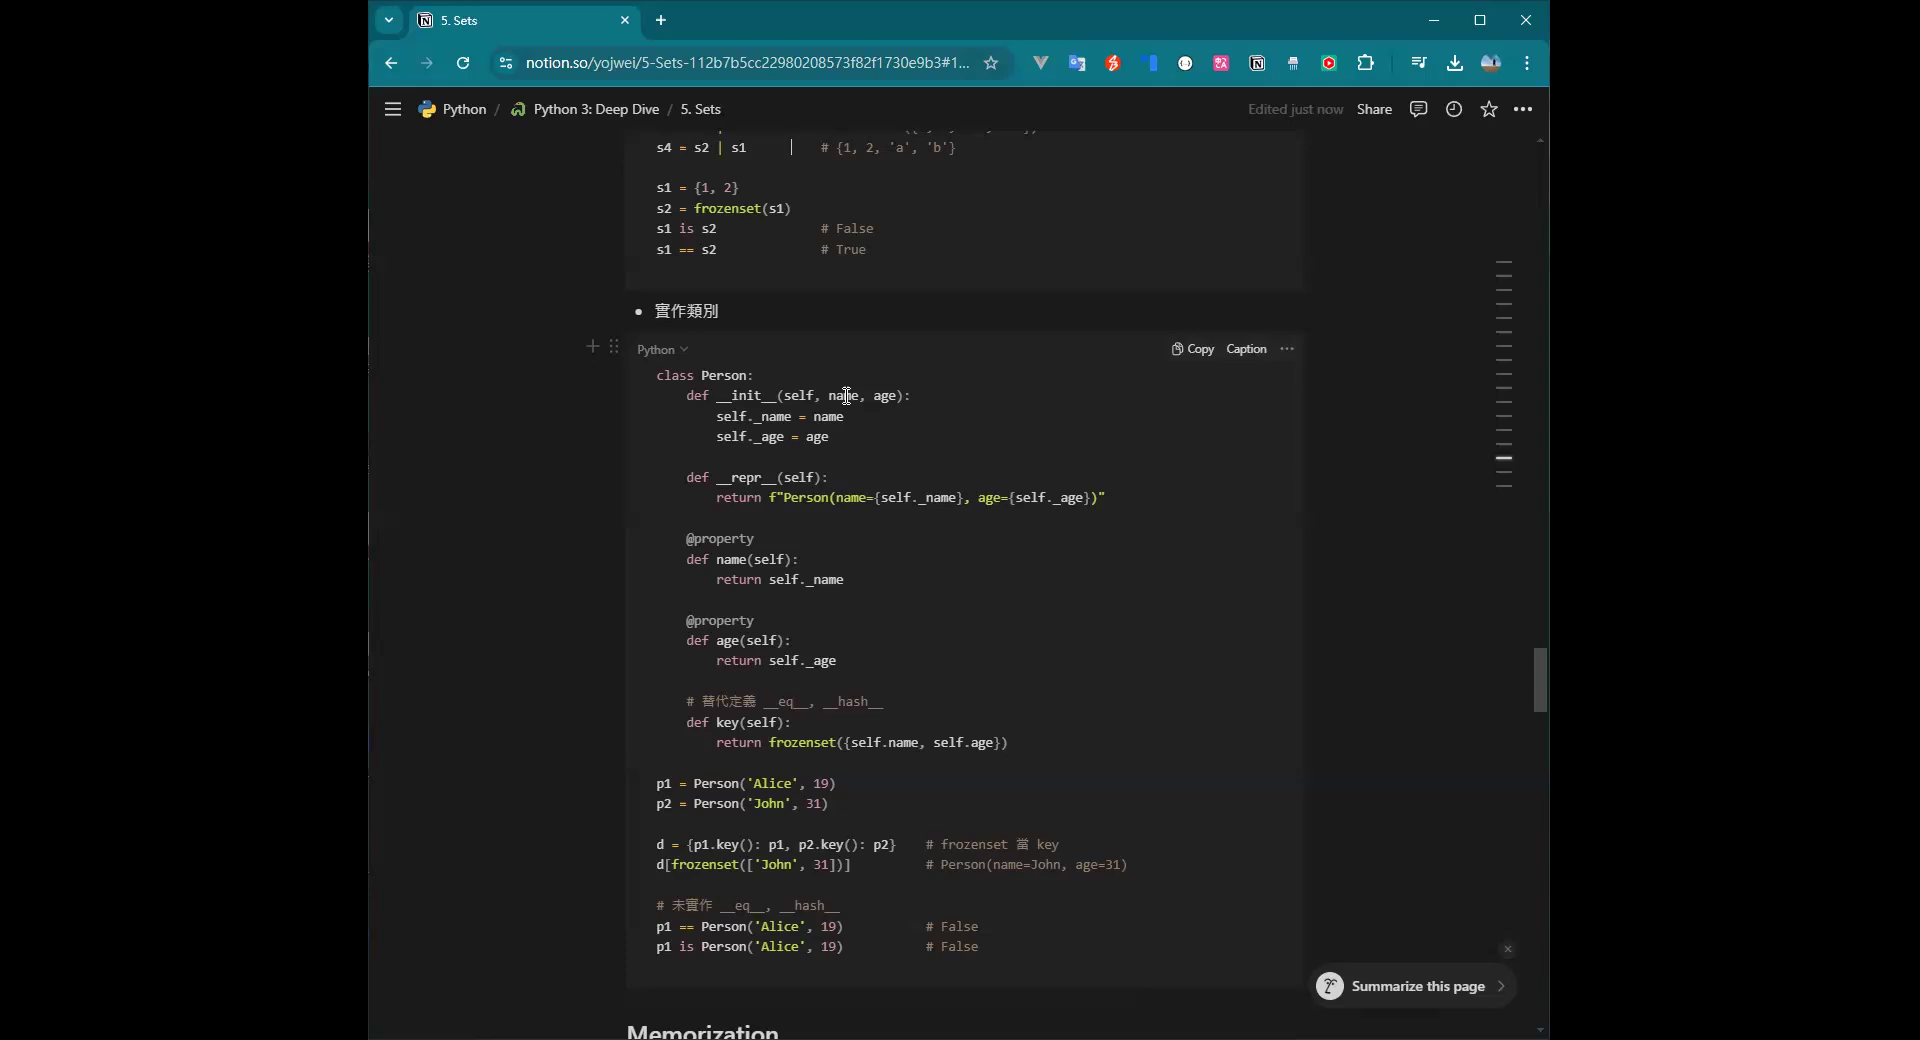 5. Sets
notion.so/yojwei/5-Sets-112b7b5cc22980208573f82f1730e9b3#1...
Python / Python 3: Deep Dive / 5. Sets
Edited just now Share
s4 = s2 | s1 # {1, 2, 'a', 'b'}
s1 = {1, 2}
s2 = frozenset(s1)
s1 is s2 # False
s1 == s2 # True
• 實作類別
Python Copy Caption
class Person:
def __init__(self, name, age):
self._name = name
self._age = age
def __repr__(self):
return f"Person(name={self._name}, age={self._age})"
@property
def name(self):
return self._name
@property
def age(self):
return self._age
# 替代定義 __eq__, __hash__
def key(self):
return frozenset({self.name, self.age})
p1 = Person('Alice', 19)
p2 = Person('John', 31)
d = {p1.key(): p1, p2.key(): p2} # frozenset 當 key
d[frozenset(['John', 31])] # Person(name=John, age=31)
# 未實作 __eq__, __hash__
p1 == Person('Alice', 19) # False
p1 is Person('Alice', 19) # False
Summarize this page
Memorization